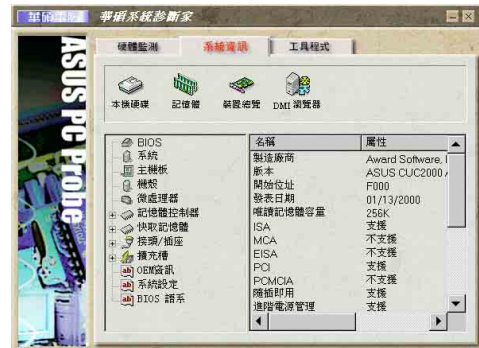 華碩系統診斷家
ASUS PC Probe
硬體監測
系統資訊
工具程式
本機硬碟
記憶體
裝置總覽
DMI 瀏覽器
BIOS
系統
主機板
機殼
微處理器
記憶體控制器
快取記憶體
接頭/插座
擴充槽
OEM資訊
系統設定
BIOS 語系
名稱 屬性
製造廠商 Award Software, I
版本 ASUS CUC2000
開始位址 F000
發表日期 01/13/2000
唯讀記憶體容量 256K
ISA 支援
MCA 不支援
EISA 不支援
PCI 支援
PCMCIA 不支援
隨插即用 支援
進階電源管理 支援